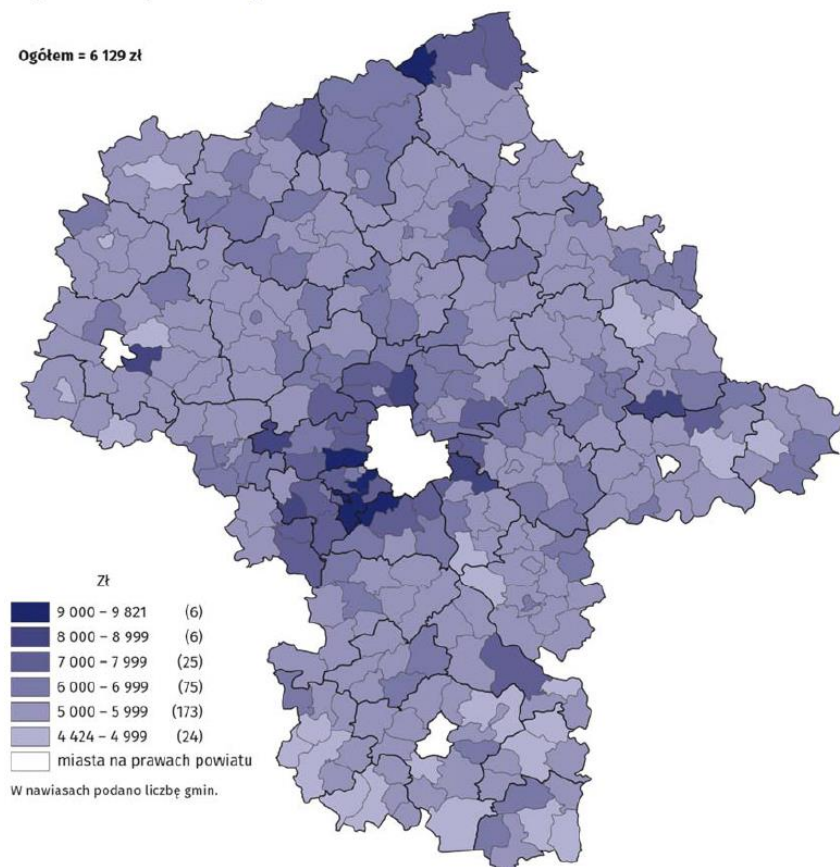 Ogółem = 6 129 zł
Zł
9 000 – 9 821 (6)
8 000 – 8 999 (6)
7 000 – 7 999 (25)
6 000 – 6 999 (75)
5 000 – 5 999 (173)
4 424 – 4 999 (24)
miasta na prawach powiatu
W nawiasach podano liczbę gmin.